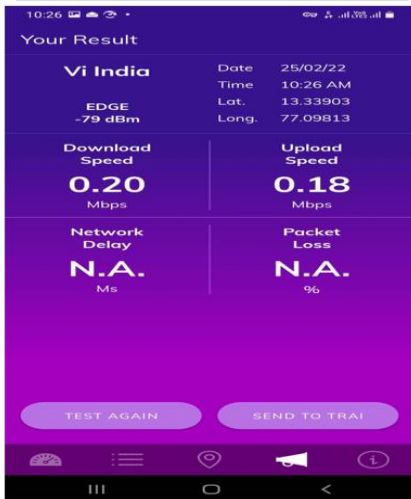 10:26
Your Result
Vi India
EDGE
-79 dBm
Date 25/02/22
Time 10:26 AM
Lat. 13.33903
Long. 77.09813
Download
Speed
0.20
Mbps
Upload
Speed
0.18
Mbps
Network
Delay
N.A.
Ms
Packet
Loss
N.A.
%
TEST AGAIN
SEND TO TRAI